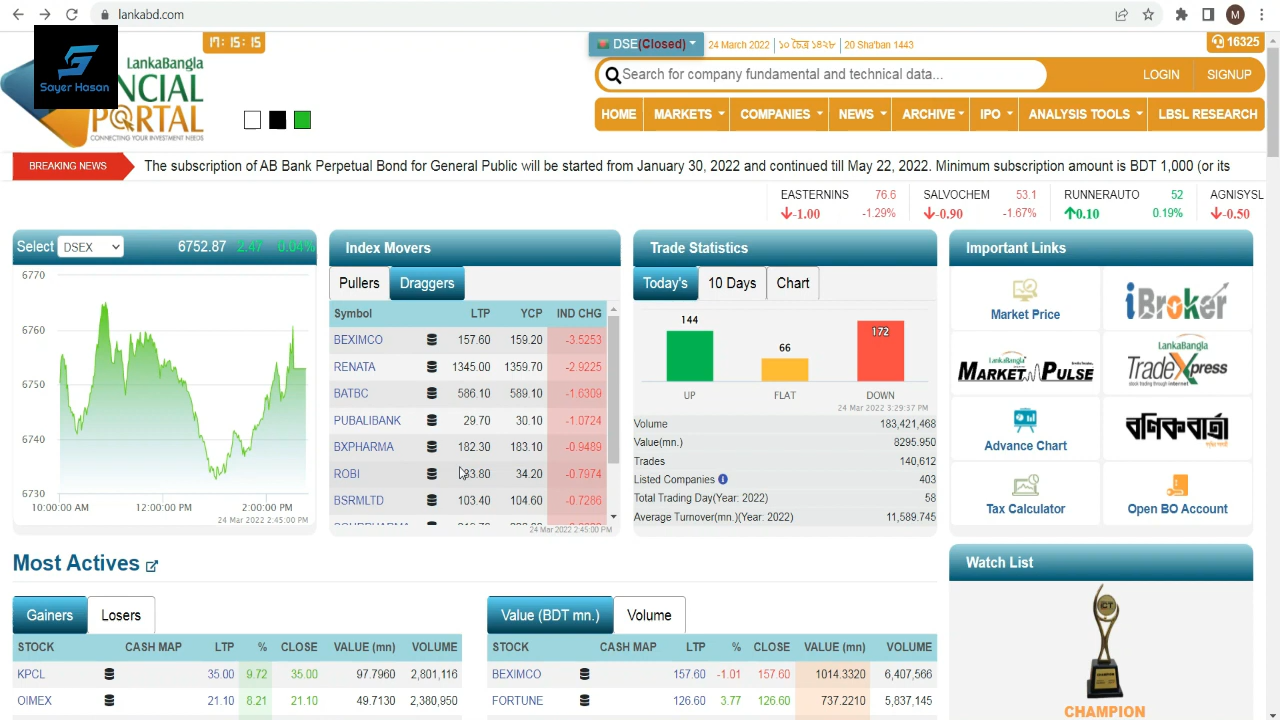 lankabd.com
M
Sayer Hasan
17:15:15
LankaBangla
NCIAL
PORTAL
CONNECTING YOUR INVESTMENT NEEDS
DSE(Closed)
24 March 2022
১০ চৈত্র ১৪২৮
20 Sha'ban 1443
16325
Search for company fundamental and technical data...
LOGIN
SIGNUP
HOME
MARKETS
COMPANIES
NEWS
ARCHIVE
IPO
ANALYSIS TOOLS
LBSL RESEARCH
BREAKING NEWS
The subscription of AB Bank Perpetual Bond for General Public will be started from January 30, 2022 and continued till May 22, 2022. Minimum subscription amount is BDT 1,000 (or its
EASTERNINS 76.6
-1.00 -1.29%
SALVOCHEM 53.1
-0.90 -1.67%
RUNNERAUTO 52
0.10 0.19%
AGNISYSL
-0.50
Select DSEX 6752.87 2.47 0.04%
6770
6760
6750
6740
6730
10:00:00 AM 12:00:00 PM 2:00:00 PM
24 Mar 2022 2:45:00 PM
Index Movers
Pullers Draggers
Symbol LTP YCP IND CHG
BEXIMCO 157.60 159.20 -3.5253
RENATA 1345.00 1359.70 -2.9225
BATBC 586.10 589.10 -1.6309
PUBALIBANK 29.70 30.10 -1.0724
BXPHARMA 182.30 183.10 -0.9489
ROBI 33.80 34.20 -0.7974
BSRMLTD 103.40 104.60 -0.7286
24 Mar 2022 2:45:00 PM
Trade Statistics
Today's 10 Days Chart
144 66 172
UP FLAT DOWN
24 Mar 2022 3:29:37 PM
Volume 183,421,468
Value(mn.) 8295.950
Trades 140,612
Listed Companies 403
Total Trading Day(Year: 2022) 58
Average Turnover(mn.)(Year: 2022) 11,589.745
Important Links
Market Price
iBroker
LankaBangla
MARKET PULSE
LankaBangla
TradeXpress
stock trading through internet
Advance Chart
বণিক বার্তা
Tax Calculator
Open BO Account
Most Actives
Gainers Losers
STOCK CASH MAP LTP % CLOSE VALUE (mn) VOLUME
KPCL 35.00 9.72 35.00 97.7960 2,801,116
OIMEX 21.10 8.21 21.10 49.7130 2,380,950
Value (BDT mn.) Volume
STOCK CASH MAP LTP % CLOSE VALUE (mn) VOLUME
BEXIMCO 157.60 -1.01 157.60 1014.3320 6,407,566
FORTUNE 126.60 3.77 126.60 737.2210 5,837,145
Watch List
CHAMPION